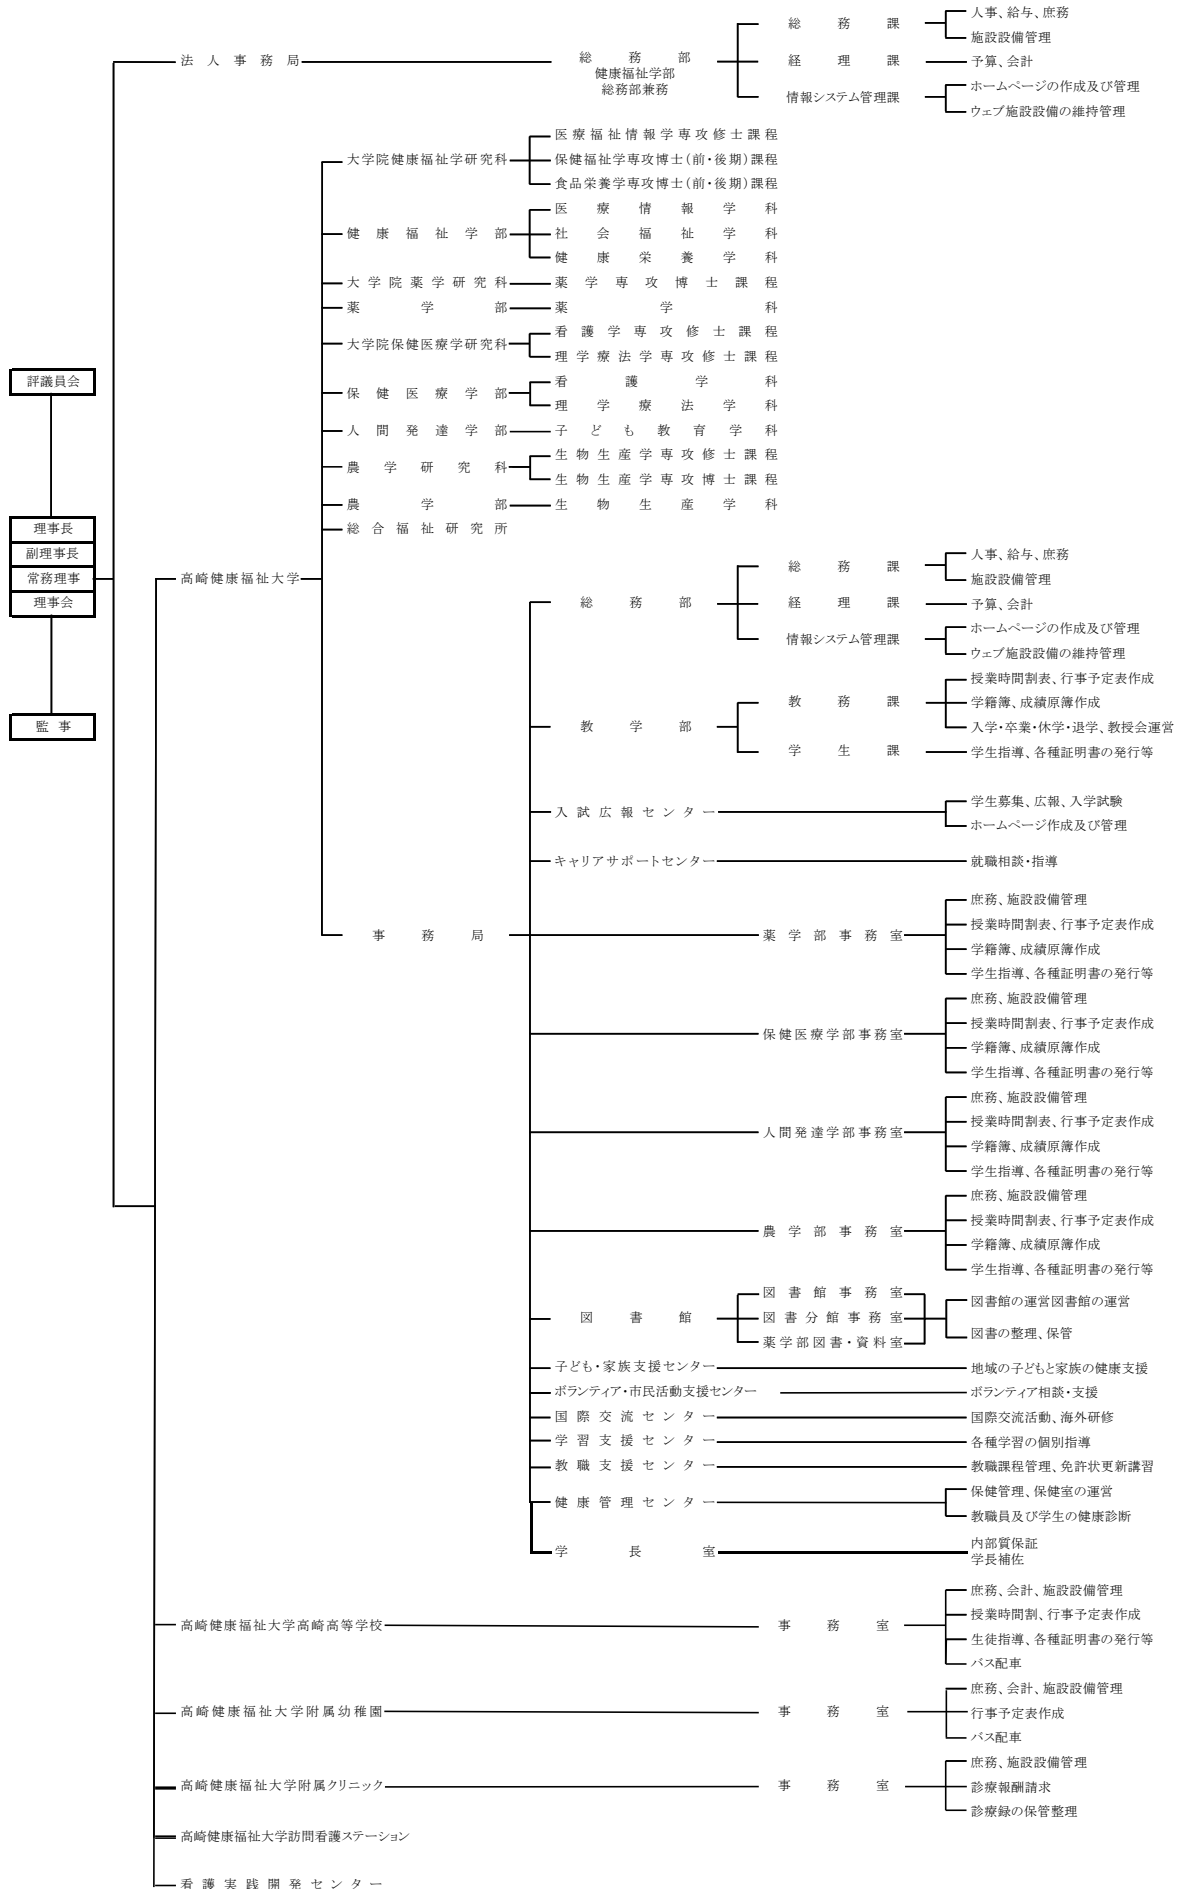 評議員会
理事長
副理事長
常務理事
理事会
監事
法人事務局
総務部
健康福祉学部
総務部兼務
総務課
人事、給与、庶務
施設設備管理
経理課
予算、会計
情報システム管理課
ホームページの作成及び管理
ウェブ施設設備の維持管理
高崎健康福祉大学
大学院健康福祉学研究科
医療福祉情報学専攻修士課程
保健福祉学専攻博士(前・後期)課程
食品栄養学専攻博士(前・後期)課程
健康福祉学部
医療情報学科
社会福祉学科
健康栄養学科
大学院薬学研究科
薬学専攻博士課程
薬学部
薬学科
大学院保健医療学研究科
看護学専攻修士課程
理学療法学専攻修士課程
保健医療学部
看護学科
理学療法学科
人間発達学部
子ども教育学科
農学研究科
生物生産学専攻修士課程
生物生産学専攻博士課程
農学部
生物生産学科
総合福祉研究所
事務局
総務部
総務課
人事、給与、庶務
施設設備管理
経理課
予算、会計
情報システム管理課
ホームページの作成及び管理
ウェブ施設設備の維持管理
教学部
教務課
授業時間割表、行事予定表作成
学籍簿、成績原簿作成
入学・卒業・休学・退学、教授会運営
学生課
学生指導、各種証明書の発行等
入試広報センター
学生募集、広報、入学試験
ホームページ作成及び管理
キャリアサポートセンター
就職相談・指導
薬学部事務室
庶務、施設設備管理
授業時間割表、行事予定表作成
学籍簿、成績原簿作成
学生指導、各種証明書の発行等
保健医療学部事務室
庶務、施設設備管理
授業時間割表、行事予定表作成
学籍簿、成績原簿作成
学生指導、各種証明書の発行等
人間発達学部事務室
庶務、施設設備管理
授業時間割表、行事予定表作成
学籍簿、成績原簿作成
学生指導、各種証明書の発行等
農学部事務室
庶務、施設設備管理
授業時間割表、行事予定表作成
学籍簿、成績原簿作成
学生指導、各種証明書の発行等
図書館
図書館事務室
図書分館事務室
薬学部図書・資料室
図書館の運営図書館の運営
図書の整理、保管
子ども・家族支援センター
地域の子どもと家族の健康支援
ボランティア・市民活動支援センター
ボランティア相談・支援
国際交流センター
国際交流活動、海外研修
学習支援センター
各種学習の個別指導
教職支援センター
教職課程管理、免許状更新講習
健康管理センター
保健管理、保健室の運営
教職員及び学生の健康診断
学長室
内部質保証
学長補佐
高崎健康福祉大学高崎高等学校
事務室
庶務、会計、施設設備管理
授業時間割、行事予定表作成
生徒指導、各種証明書の発行等
バス配車
高崎健康福祉大学附属幼稚園
事務室
庶務、会計、施設設備管理
行事予定表作成
バス配車
高崎健康福祉大学附属クリニック
事務室
庶務、施設設備管理
診療報酬請求
診療録の保管整理
高崎健康福祉大学訪問看護ステーション
看護実践開発センター